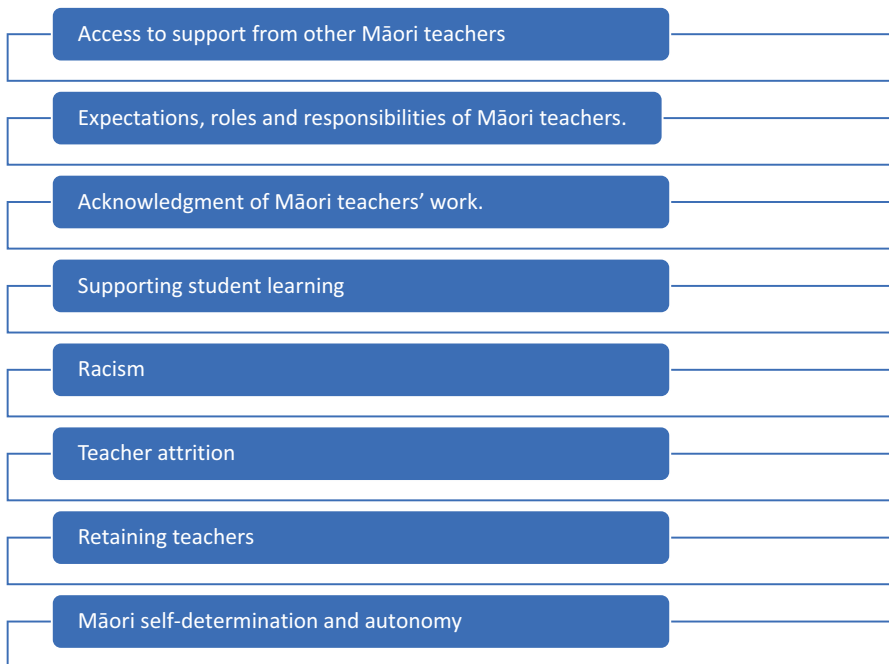 Access to support from other Māori teachers
Expectations, roles and responsibilities of Māori teachers.
Acknowledgment of Māori teachers’ work.
Supporting student learning
Racism
Teacher attrition
Retaining teachers
Māori self-determination and autonomy